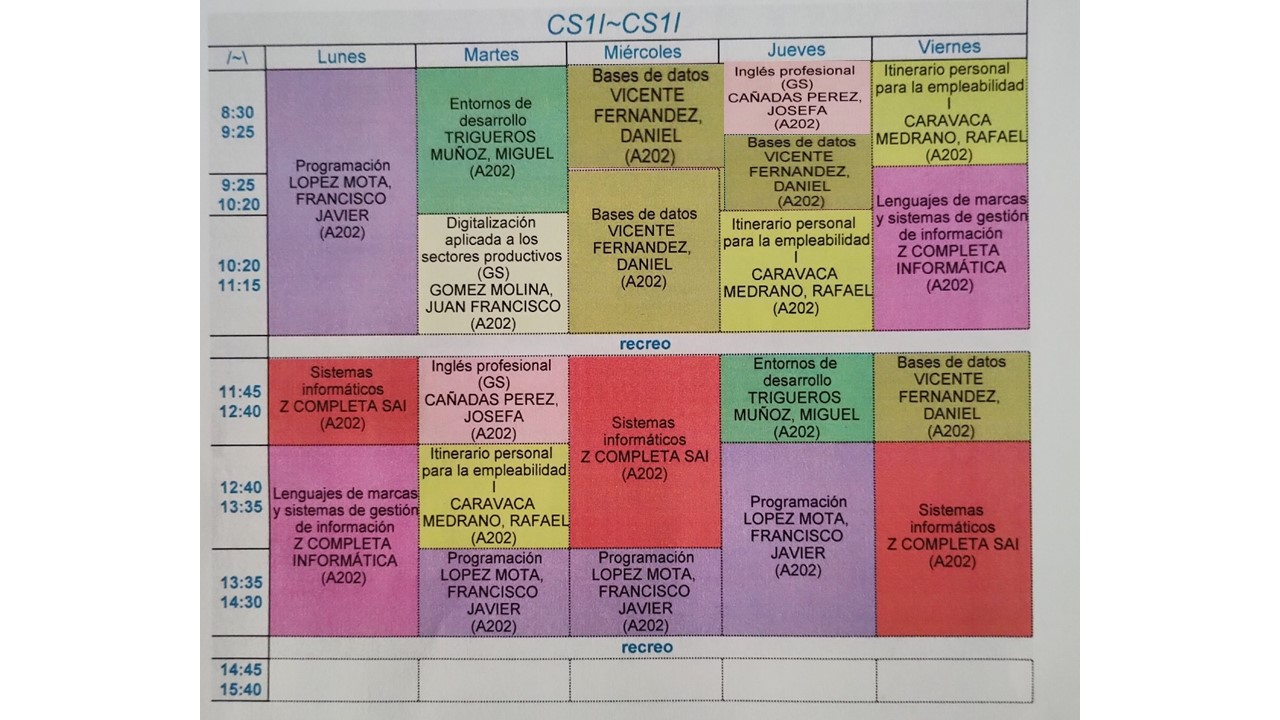 CS1I~CS1I
/~\ Lunes Martes Miércoles Jueves Viernes
8:30
9:25
9:25
10:20
10:20
11:15
Programación
LOPEZ MOTA,
FRANCISCO
JAVIER
(A202)
Entornos de
desarrollo
TRIGUEROS
MUÑOZ, MIGUEL
(A202)
Digitalización
aplicada a los
sectores productivos
(GS)
GOMEZ MOLINA,
JUAN FRANCISCO
(A202)
Bases de datos
VICENTE
FERNANDEZ,
DANIEL
(A202)
Bases de datos
VICENTE
FERNANDEZ,
DANIEL
(A202)
Inglés profesional
(GS)
CAÑADAS PEREZ,
JOSEFA
(A202)
Bases de datos
VICENTE
FERNANDEZ,
DANIEL
(A202)
Itinerario personal
para la empleabilidad
I
CARAVACA
MEDRANO, RAFAEL
(A202)
Itinerario personal
para la empleabilidad
I
CARAVACA
MEDRANO, RAFAEL
(A202)
Lenguajes de marcas
y sistemas de gestión
de información
Z COMPLETA
INFORMÁTICA
(A202)
recreo
11:45
12:40
12:40
13:35
13:35
14:30
Sistemas
informáticos
Z COMPLETA SAI
(A202)
Lenguajes de marcas
y sistemas de gestión
de información
Z COMPLETA
INFORMÁTICA
(A202)
Inglés profesional
(GS)
CAÑADAS PEREZ,
JOSEFA
(A202)
Itinerario personal
para la empleabilidad
I
CARAVACA
MEDRANO, RAFAEL
(A202)
Programación
LOPEZ MOTA,
FRANCISCO
JAVIER
(A202)
Sistemas
informáticos
Z COMPLETA SAI
(A202)
Programación
LOPEZ MOTA,
FRANCISCO
JAVIER
(A202)
Entornos de
desarrollo
TRIGUEROS
MUÑOZ, MIGUEL
(A202)
Programación
LOPEZ MOTA,
FRANCISCO
JAVIER
(A202)
Bases de datos
VICENTE
FERNANDEZ,
DANIEL
(A202)
Sistemas
informáticos
Z COMPLETA SAI
(A202)
recreo
14:45
15:40